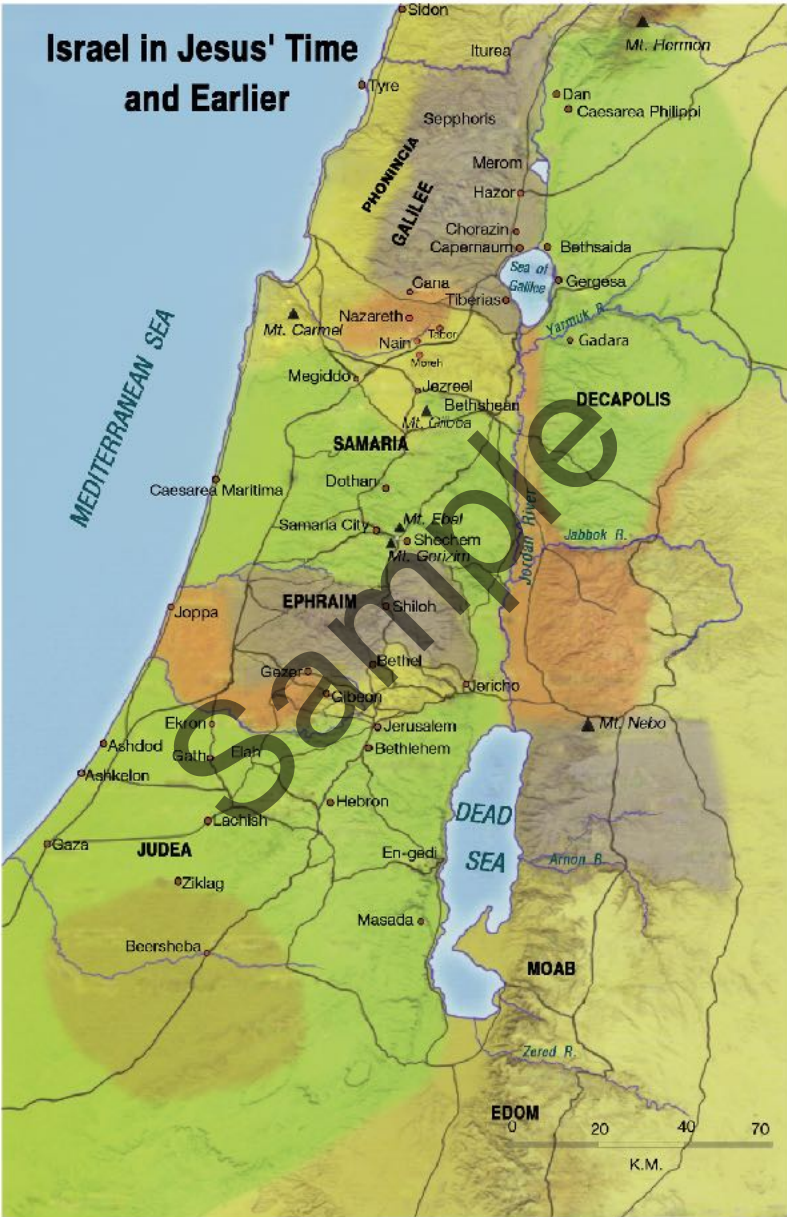 Sidon
Mt. Hermon
Israel in Jesus' Time
and Earlier
Iturea
Tyre
Dan
Caesarea Philippi
Sepphoris
PHONINCIA
Merom
Hazor
GALILEE
Chorazin
Capernaum
Bethsaida
Sea of
Galilee
Gergesa
Cana
Tiberias
Mt. Carmel
Nazareth
Tabor
Yarmuk R.
Nain
Gadara
Moreh
Megiddo
Jezreel
DECAPOLIS
Bethshean
Mt. Gilboa
MEDITERRANEAN SEA
SAMARIA
Dothan
Caesarea Maritima
Mt. Ebal
Samaria City
Shechem
Jabbok R.
Mt. Gerizim
Jordan River
EPHRAIM
Shiloh
Joppa
Sample
Bethel
Gezer
Jericho
Gibeon
Ekron
Jerusalem
Mt. Nebo
Ashdod
Gath
Elah
Bethlehem
Ashkelon
Hebron
DEAD
SEA
Lachish
Gaza
JUDEA
En-gedi
Arnon R.
Ziklag
Masada
Beersheba
MOAB
Zered R.
EDOM
0 20 40 70
K.M.